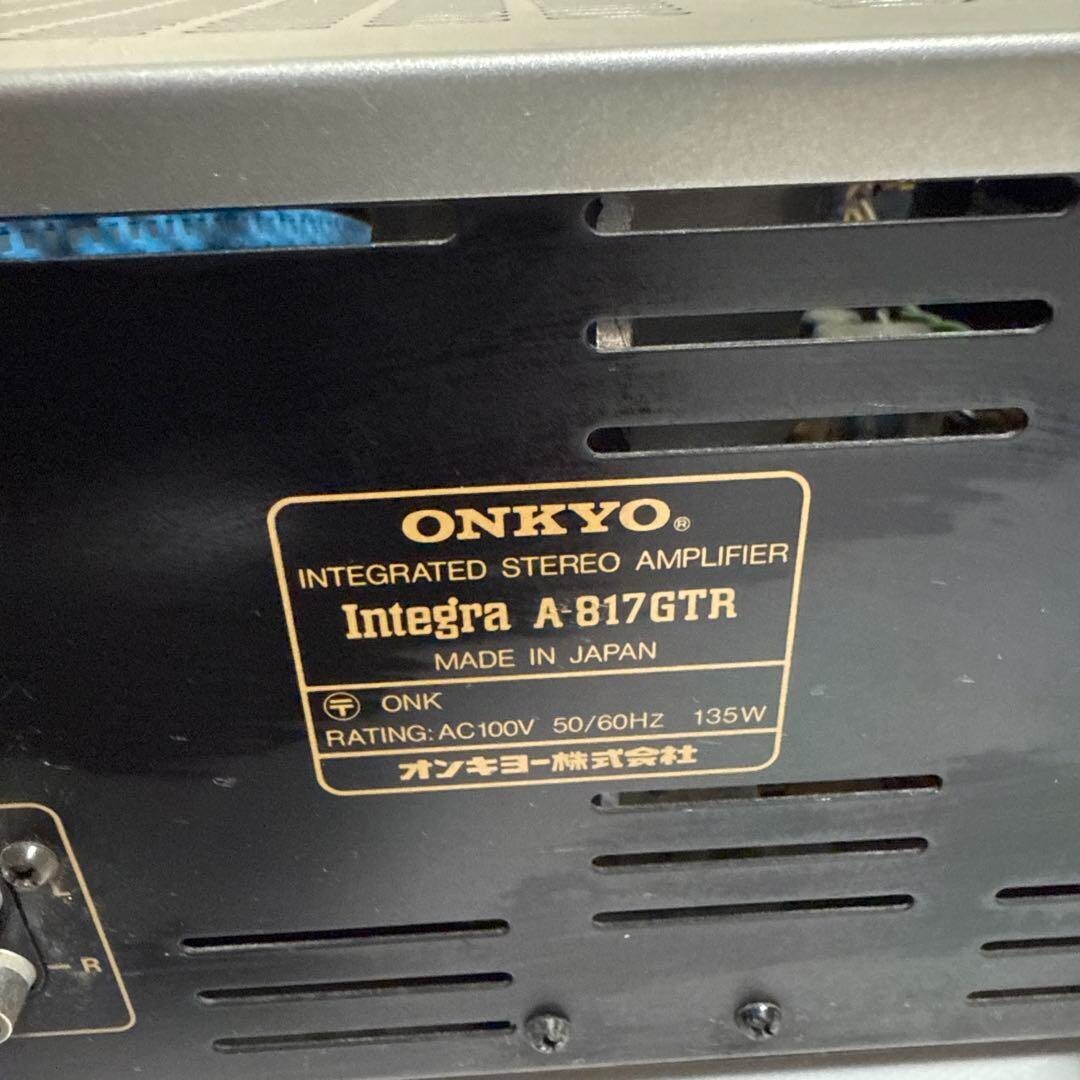 ONKYO®
INTEGRATED STEREO AMPLIFIER
Integra A-817GTR
MADE IN JAPAN
〒 ONK
RATING: AC100V 50/60Hz 135W
オンキヨー株式会社
L
R